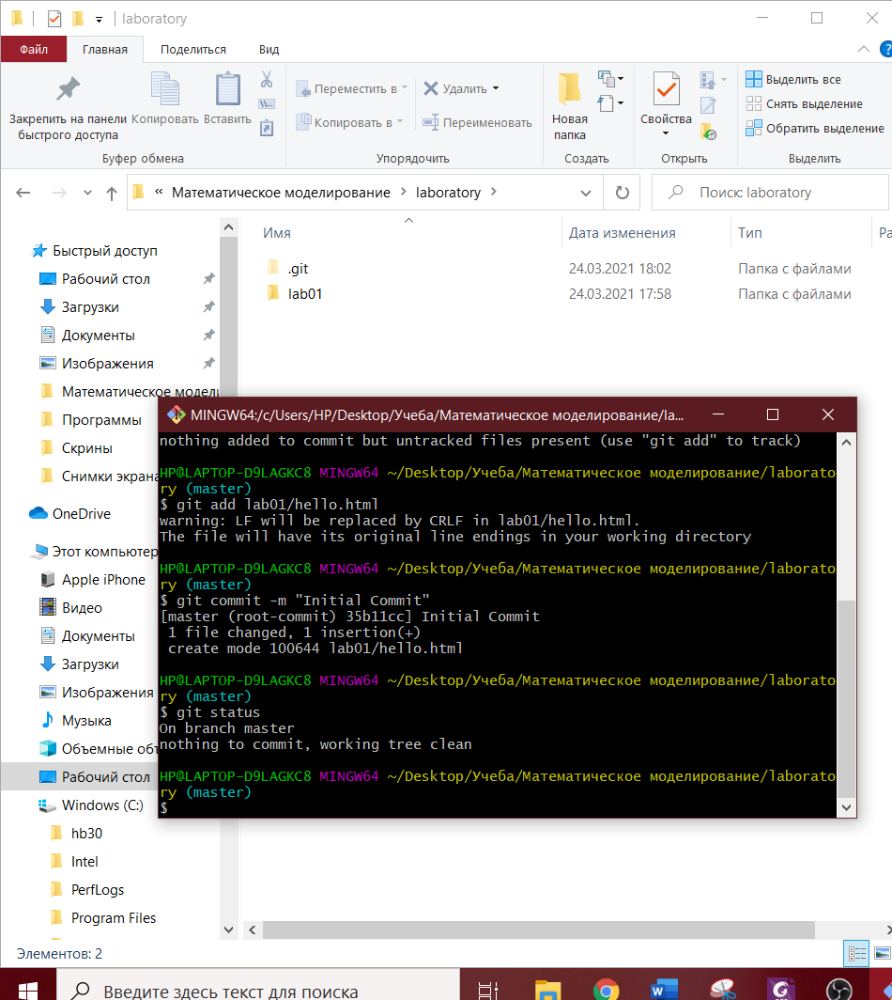 laboratory
Файл Главная Поделиться Вид
Закрепить на панели быстрого доступа
Копировать
Вставить
Переместить в
Копировать в
Удалить
Переименовать
Новая папка
Свойства
Выделить все
Снять выделение
Обратить выделение
Буфер обмена Упорядочить Создать Открыть Выделить
« Математическое моделирование > laboratory >
Поиск: laboratory
Имя Дата изменения Тип Ра
.git 24.03.2021 18:02 Папка с файлами
lab01 24.03.2021 17:58 Папка с файлами
Быстрый доступ
Рабочий стол
Загрузки
Документы
Изображения
Математическое модели
Программы
Скрины
Снимки экрана
OneDrive
Этот компьютер
Apple iPhone
Видео
Документы
Загрузки
Изображения
Музыка
Объемные объ
Рабочий стол
Windows (C:)
hb30
Intel
PerfLogs
Program Files
MINGW64:/c/Users/HP/Desktop/Учеба/Математическое моделирование/la...
nothing added to commit but untracked files present (use "git add" to track)
HP@LAPTOP-D9LAGKC8 MINGW64 ~/Desktop/Учеба/Математическое моделирование/laborato
ry (master)
$ git add lab01/hello.html
warning: LF will be replaced by CRLF in lab01/hello.html.
The file will have its original line endings in your working directory
HP@LAPTOP-D9LAGKC8 MINGW64 ~/Desktop/Учеба/Математическое моделирование/laborato
ry (master)
$ git commit -m "Initial Commit"
[master (root-commit) 35b11cc] Initial Commit
1 file changed, 1 insertion(+)
create mode 100644 lab01/hello.html
HP@LAPTOP-D9LAGKC8 MINGW64 ~/Desktop/Учеба/Математическое моделирование/laborato
ry (master)
$ git status
On branch master
nothing to commit, working tree clean
HP@LAPTOP-D9LAGKC8 MINGW64 ~/Desktop/Учеба/Математическое моделирование/laborato
ry (master)
$
Элементов: 2
Введите здесь текст для поиска